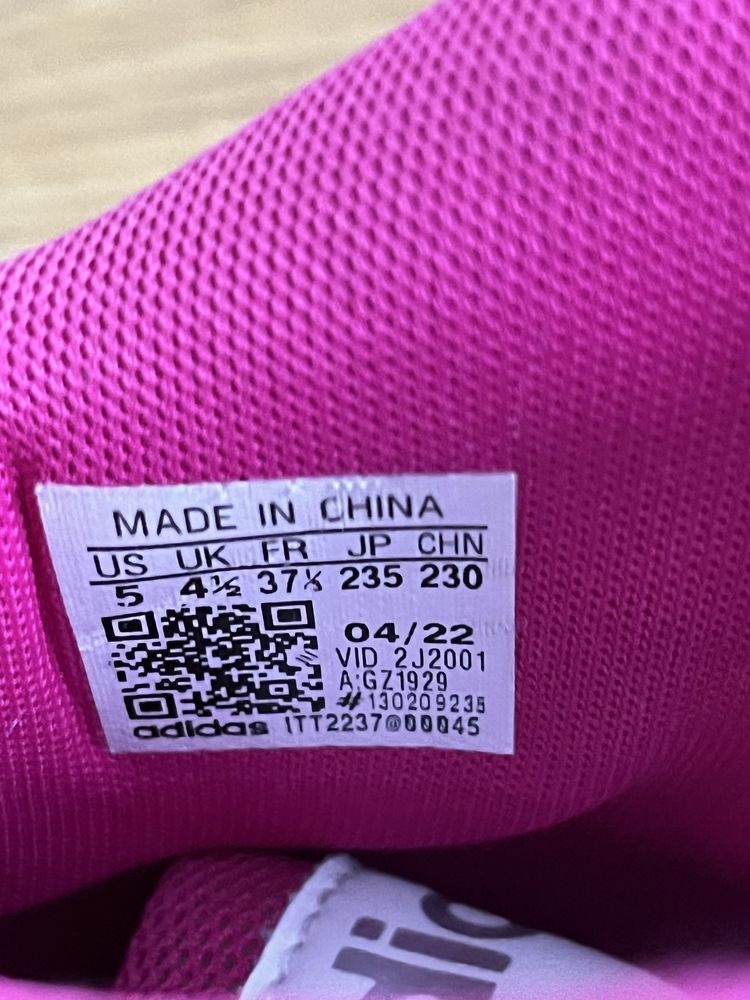 MADE IN CHINA
US UK FR JP CHN
5 4½ 37⅓ 235 230
04/22
VID 2J2001
A:GZ1929
# 130209235
adidas ITT2237@00045
di